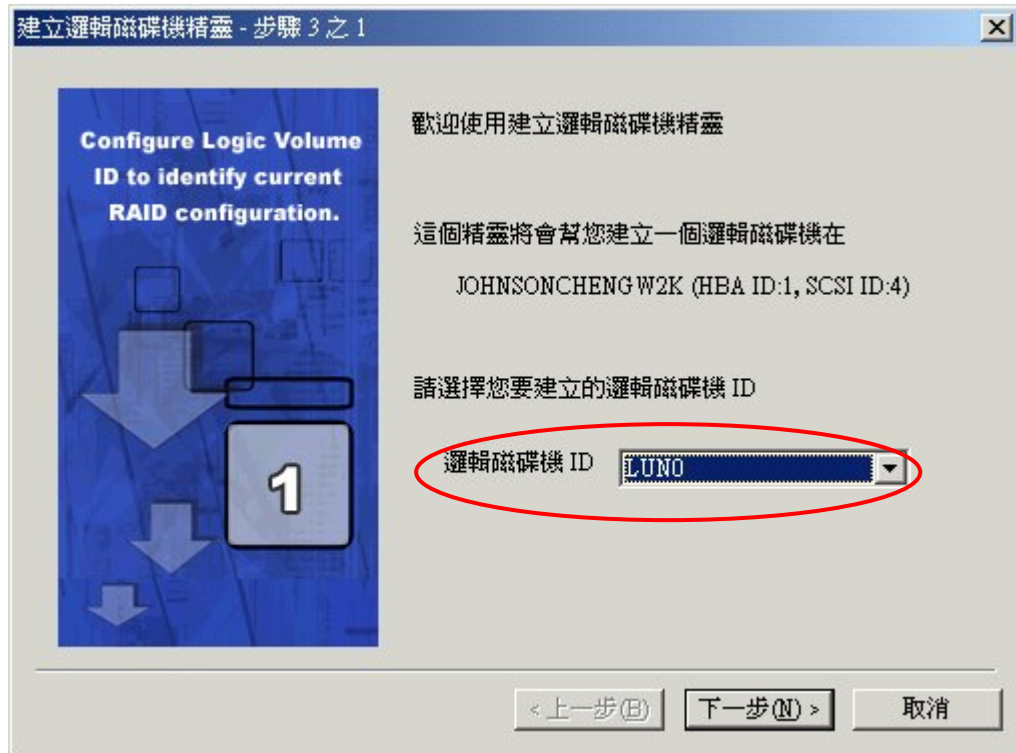 建立邏輯磁碟機精靈 - 步驟 3 之 1
Configure Logic Volume
ID to identify current
RAID configuration.
1
歡迎使用建立邏輯磁碟機精靈
這個精靈將會幫您建立一個邏輯磁碟機在
JOHNSONCHENGW2K (HBA ID:1, SCSI ID:4)
請選擇您要建立的邏輯磁碟機 ID
邏輯磁碟機 ID LUN0
<上一步(B) 下一步(N) > 取消